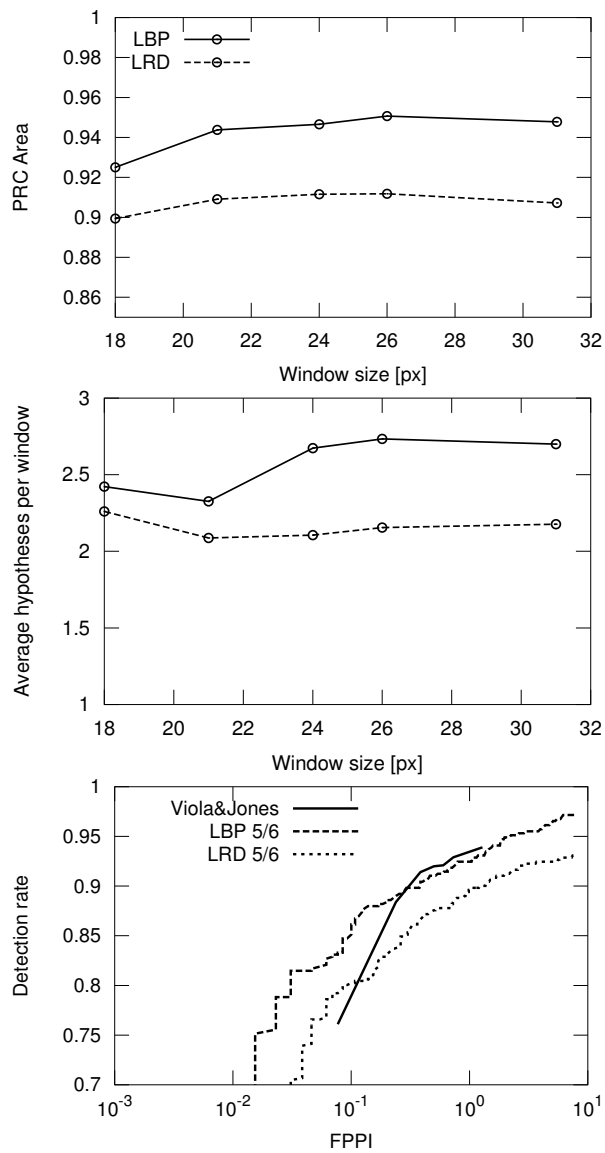 1
0.98
0.96
0.94
0.92
0.9
0.88
0.86
PRC Area
LBP
LRD
18 20 22 24 26 28 30 32
Window size [px]
3
2.5
2
1.5
1
Average hypotheses per window
18 20 22 24 26 28 30 32
Window size [px]
1
0.95
0.9
0.85
0.8
0.75
0.7
Detection rate
Viola&Jones
LBP 5/6
LRD 5/6
10⁻³ 10⁻² 10⁻¹ 10⁰ 10¹
FPPI